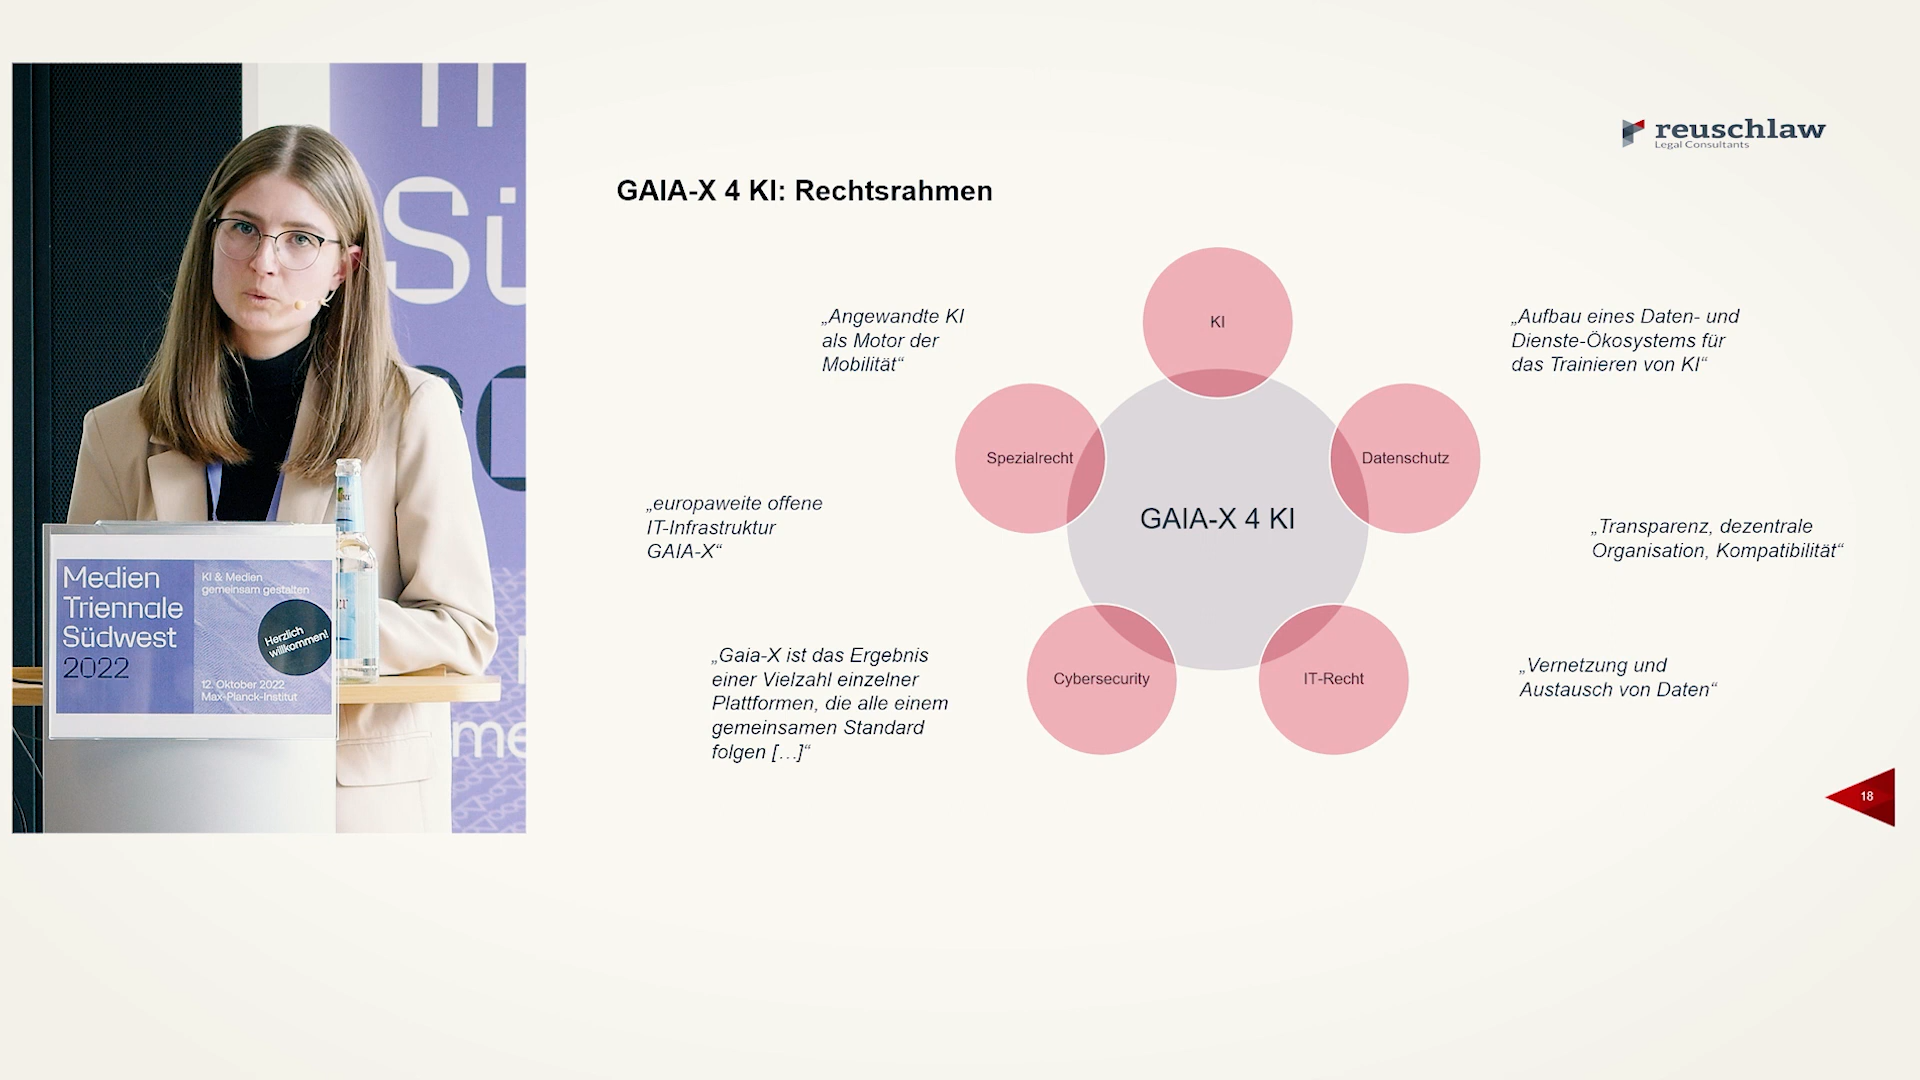 reuschlaw
Legal Consultants
GAIA-X 4 KI: Rechtsrahmen
„Angewandte KI
als Motor der
Mobilität“
„europaweite offene
IT-Infrastruktur
GAIA-X“
„Gaia-X ist das Ergebnis
einer Vielzahl einzelner
Plattformen, die alle einem
gemeinsamen Standard
folgen […]“
KI
Spezialrecht
Datenschutz
GAIA-X 4 KI
Cybersecurity
IT-Recht
„Aufbau eines Daten- und
Dienste-Ökosystems für
das Trainieren von KI“
„Transparenz, dezentrale
Organisation, Kompatibilität“
„Vernetzung und
Austausch von Daten“
18
Sü
me
Medien
Triennale
Südwest
2022
KI & Medien
gemeinsam gestalten
Herzlich
willkommen!
12. Oktober 2022
Max-Planck-Institut